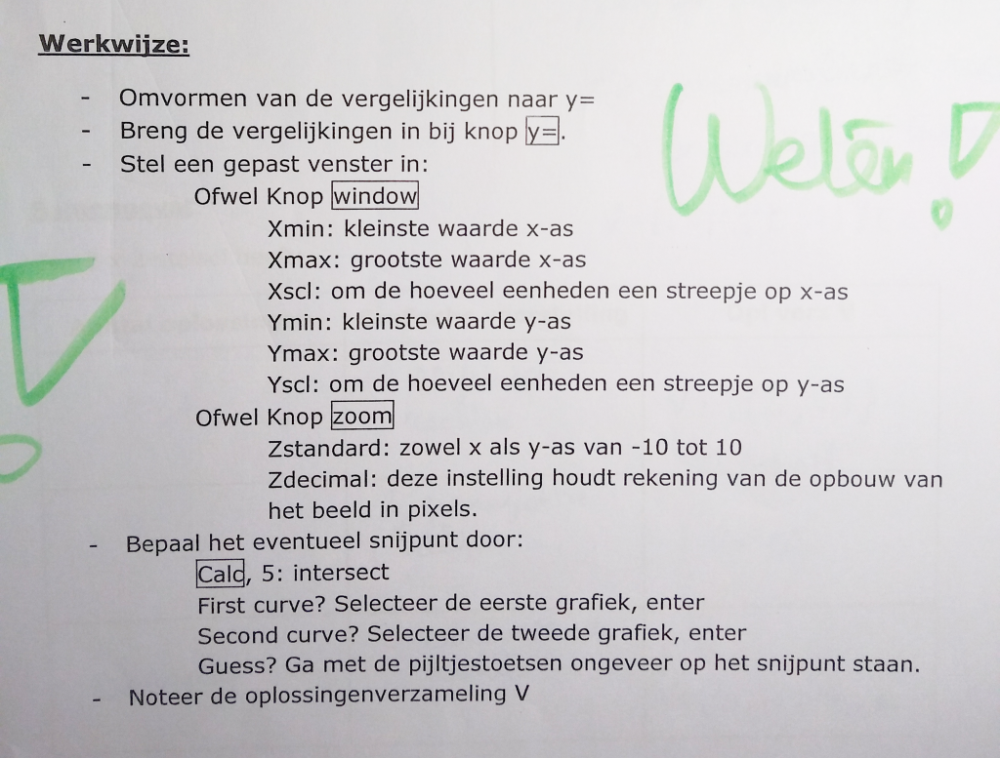 Werkwijze:
- Omvormen van de vergelijkingen naar y=
- Breng de vergelijkingen in bij knop y=.
- Stel een gepast venster in:
Ofwel Knop window
Xmin: kleinste waarde x-as
Xmax: grootste waarde x-as
Xscl: om de hoeveel eenheden een streepje op x-as
Ymin: kleinste waarde y-as
Ymax: grootste waarde y-as
Yscl: om de hoeveel eenheden een streepje op y-as
Ofwel Knop zoom
Zstandard: zowel x als y-as van -10 tot 10
Zdecimal: deze instelling houdt rekening van de opbouw van
het beeld in pixels.
- Bepaal het eventueel snijpunt door:
Calc, 5: intersect
First curve? Selecteer de eerste grafiek, enter
Second curve? Selecteer de tweede grafiek, enter
Guess? Ga met de pijltjestoetsen ongeveer op het snijpunt staan.
- Noteer de oplossingenverzameling V
Weten!
!